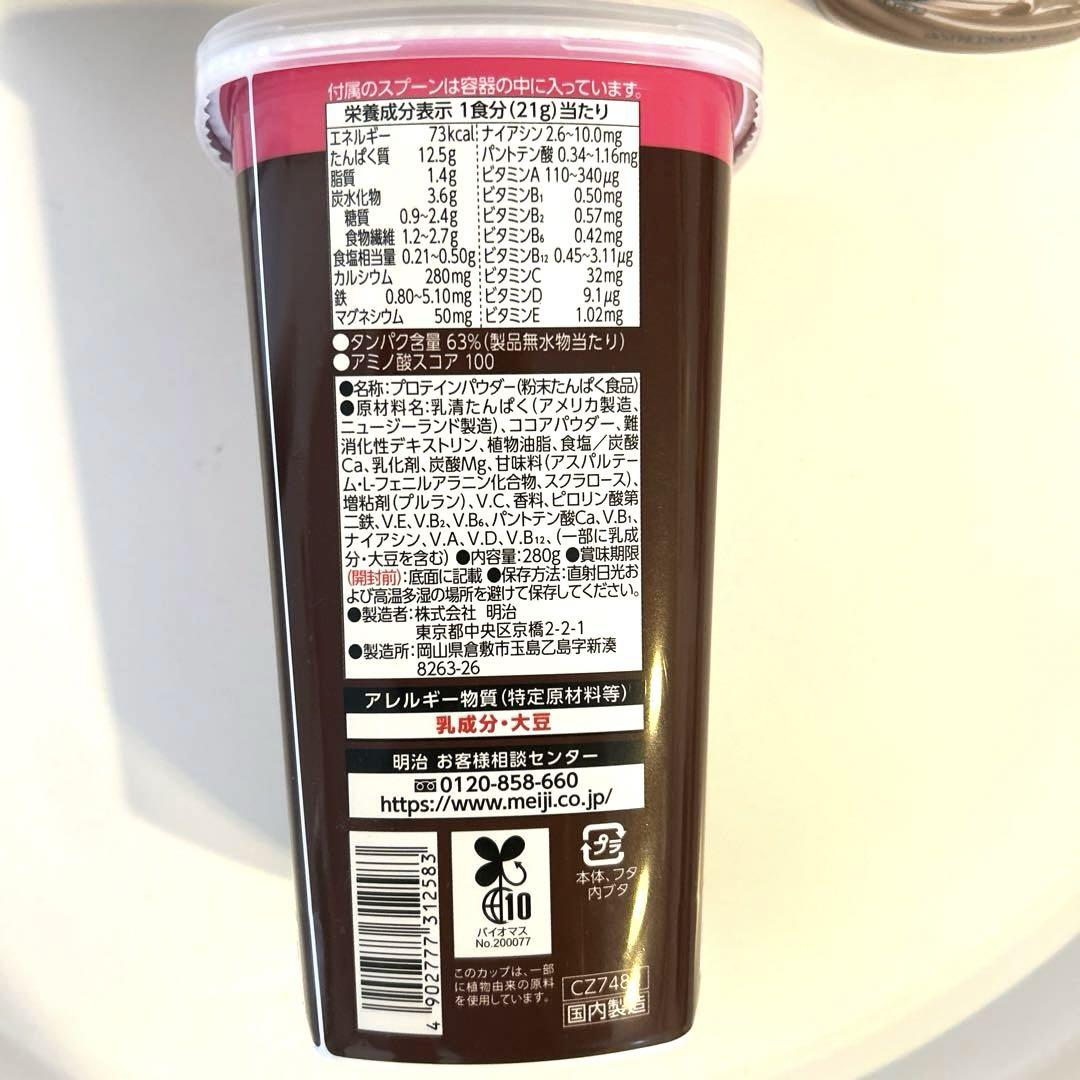 付属のスプーンは容器の中に入っています。
栄養成分表示 1食分(21g)当たり
エネルギー 73kcal
たんぱく質 12.5g
脂質 1.4g
炭水化物 3.6g
糖質 0.9~2.4g
食物繊維 1.2~2.7g
食塩相当量 0.21~0.50g
カルシウム 280mg
鉄 0.80~5.10mg
マグネシウム 50mg
ナイアシン 2.6~10.0mg
パントテン酸 0.34~1.16mg
ビタミンA 110~340μg
ビタミンB₁ 0.50mg
ビタミンB₂ 0.57mg
ビタミンB₆ 0.42mg
ビタミンB₁₂ 0.45~3.11μg
ビタミンC 32mg
ビタミンD 9.1μg
ビタミンE 1.02mg
●タンパク含量 63%(製品無水物当たり)
●アミノ酸スコア 100
●名称:プロテインパウダー(粉末たんぱく食品)
●原材料名:乳清たんぱく(アメリカ製造、
ニュージーランド製造)、ココアパウダー、難
消化性デキストリン、植物油脂、食塩/炭酸
Ca、乳化剤、炭酸Mg、甘味料(アスパルテー
ム・L-フェニルアラニン化合物、スクラロース)、
増粘剤(プルラン)、V.C、香料、ピロリン酸第
二鉄、V.E、V.B₂、V.B₆、パントテン酸Ca、V.B₁、
ナイアシン、V.A、V.D、V.B₁₂、(一部に乳成
分・大豆を含む) ●内容量:280g ●賞味期限
(開封前):底面に記載 ●保存方法:直射日光お
よび高温多湿の場所を避けて保存してください。
●製造者:株式会社 明治
東京都中央区京橋2-2-1
●製造所:岡山県倉敷市玉島乙島字新湊
8263-26
アレルギー物質(特定原材料等)
乳成分・大豆
明治 お客様相談センター
0120-858-660
https://www.meiji.co.jp/
4 902777 312583
10
バイオマス
No.200077
このカップは、一部
に植物由来の原料
を使用しています。
プラ
本体、フタ
内ブタ
国内製造